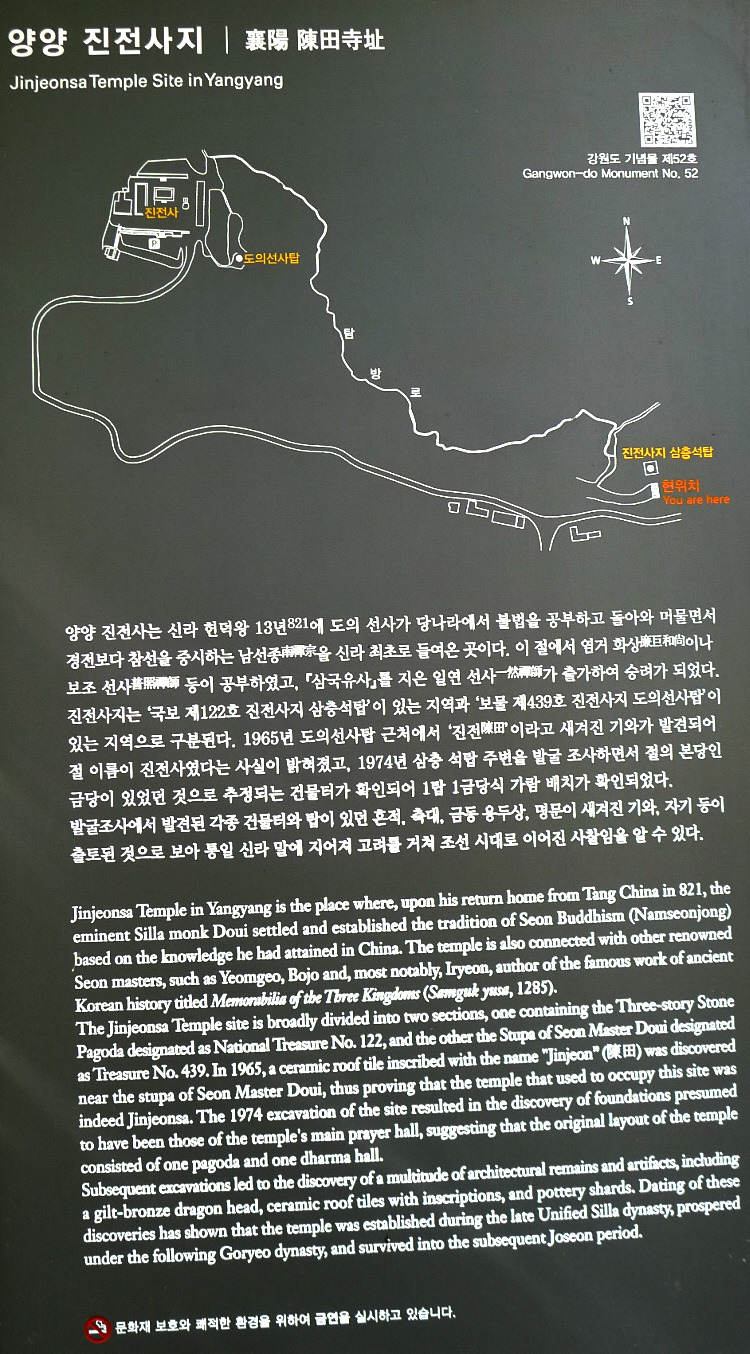 양양 진전사지 | 襄陽 陳田寺址
Jinjeonsa Temple Site in Yangyang
강원도 기념물 제52호
Gangwon-do Monument No. 52
N
W E
S
진전사
P
도의선사탑
탐
방
로
진전사지 삼층석탑
현위치
You are here
양양 진전사는 신라 헌덕왕 13년821에 도의 선사가 당나라에서 불법을 공부하고 돌아와 머물면서
경전보다 참선을 중시하는 남선종南禪宗을 신라 최초로 들여온 곳이다. 이 절에서 염거 화상廉巨和尙이나
보조 선사普照禪師 등이 공부하였고, 『삼국유사』를 지은 일연 선사一然禪師가 출가하여 승려가 되었다.
진전사지는 ‘국보 제122호 진전사지 삼층석탑’이 있는 지역과 ‘보물 제439호 진전사지 도의선사탑’이
있는 지역으로 구분된다. 1965년 도의선사탑 근처에서 ‘진전陳田’이라고 새겨진 기와가 발견되어
절 이름이 진전사였다는 사실이 밝혀졌고, 1974년 삼층 석탑 주변을 발굴 조사하면서 절의 본당인
금당이 있었던 것으로 추정되는 건물터가 확인되어 1탑 1금당식 가람 배치가 확인되었다.
발굴조사에서 발견된 각종 건물터와 탑이 있던 흔적, 축대, 금동 용두상, 명문이 새겨진 기와, 자기 등이
출토된 것으로 보아 통일 신라 말에 지어져 고려를 거쳐 조선 시대로 이어진 사찰임을 알 수 있다.
Jinjeonsa Temple in Yangyang is the place where, upon his return home from Tang China in 821, the
eminent Silla monk Doui settled and established the tradition of Seon Buddhism (Namseonjong)
based on the knowledge he had attained in China. The temple is also connected with other renowned
Seon masters, such as Yeomgeo, Bojo and, most notably, Iryeon, author of the famous work of ancient
Korean history titled Memorabilia of the Three Kingdoms (Samguk yusa, 1285).
The Jinjeonsa Temple site is broadly divided into two sections, one containing the Three-story Stone
Pagoda designated as National Treasure No. 122, and the other the Stupa of Seon Master Doui designated
as Treasure No. 439. In 1965, a ceramic roof tile inscribed with the name "Jinjeon" (陳田) was discovered
near the stupa of Seon Master Doui, thus proving that the temple that used to occupy this site was
indeed Jinjeonsa. The 1974 excavation of the site resulted in the discovery of foundations presumed
to have been those of the temple's main prayer hall, suggesting that the original layout of the temple
consisted of one pagoda and one dharma hall.
Subsequent excavations led to the discovery of a multitude of architectural remains and artifacts, including
a gilt-bronze dragon head, ceramic roof tiles with inscriptions, and pottery shards. Dating of these
discoveries has shown that the temple was established during the late Unified Silla dynasty, prospered
under the following Goryeo dynasty, and survived into the subsequent Joseon period.
문화재 보호와 쾌적한 환경을 위하여 금연을 실시하고 있습니다.